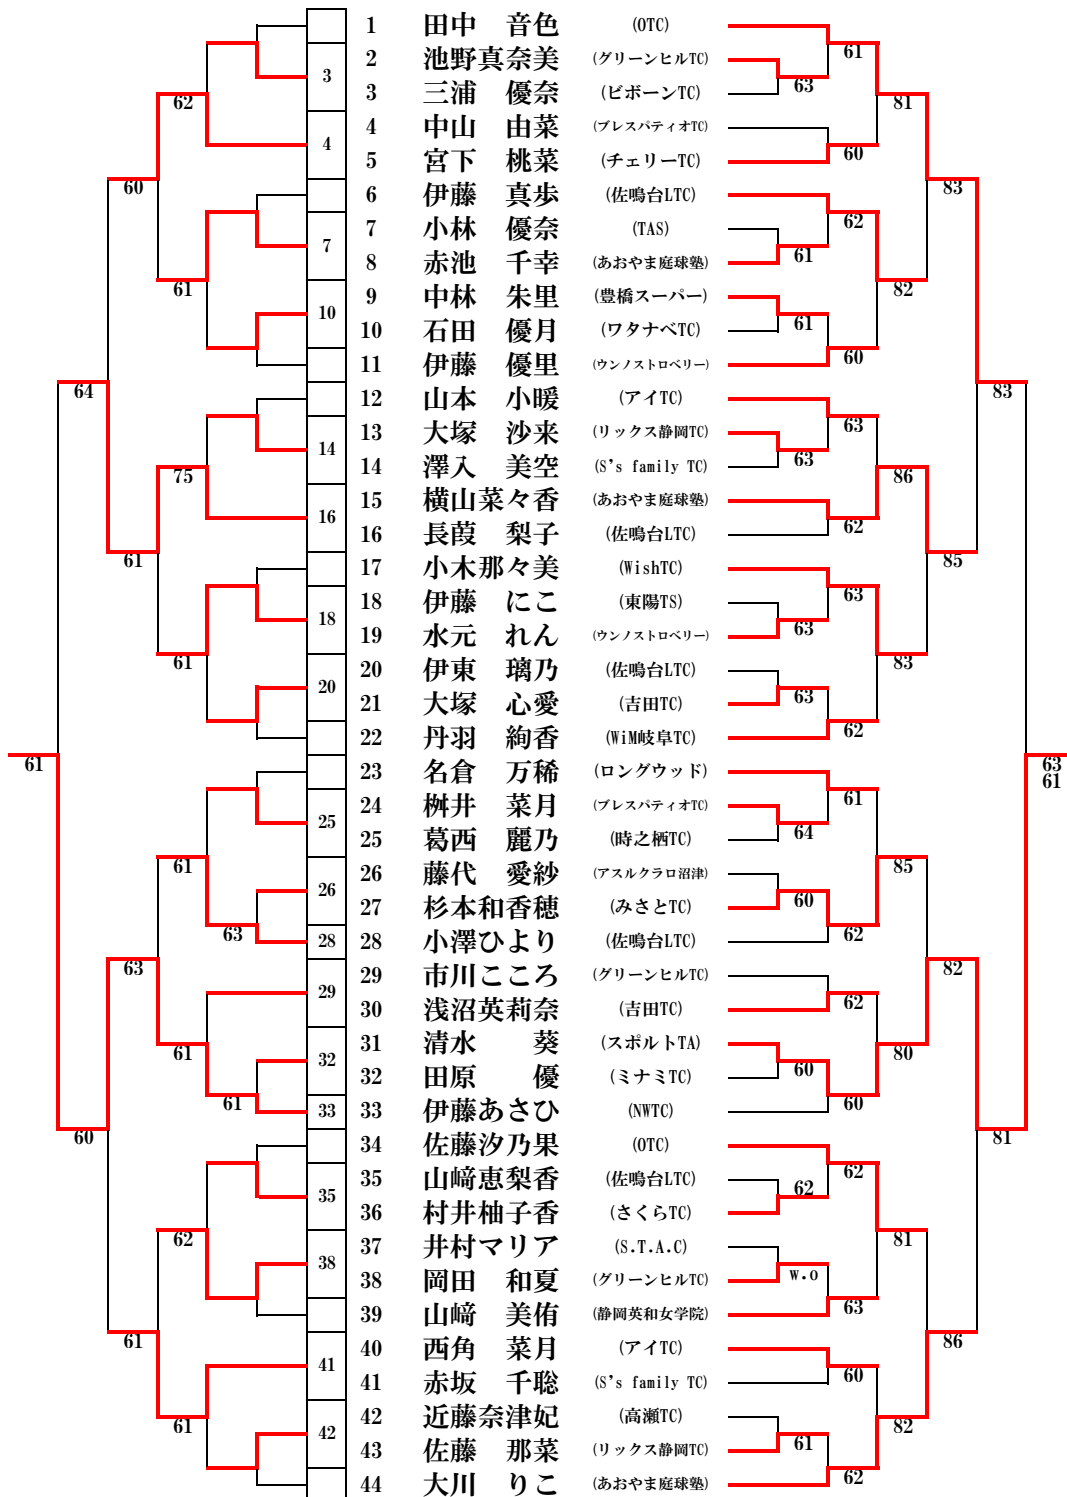 1 田中　音色 (OTC)
2 池野真奈美 (グリーンヒルTC)
3 三浦　優奈 (ビボーンTC)
4 中山　由菜 (ブレスパティオTC)
5 宮下　桃菜 (チェリーTC)
6 伊藤　真歩 (佐鳴台LTC)
7 小林　優奈 (TAS)
8 赤池　千幸 (あおやま庭球塾)
9 中林　朱里 (豊橋スーパー)
10 石田　優月 (ワタナベTC)
11 伊藤　優里 (ウンノストロベリー)
12 山本　小暖 (アイTC)
13 大塚　沙来 (リックス静岡TC)
14 澤入　美空 (S's family TC)
15 横山菜々香 (あおやま庭球塾)
16 長葭　梨子 (佐鳴台LTC)
17 小木那々美 (WishTC)
18 伊藤　にこ (東陽TS)
19 水元　れん (ウンノストロベリー)
20 伊東　璃乃 (佐鳴台LTC)
21 大塚　心愛 (吉田TC)
22 丹羽　絢香 (WiM岐阜TC)
23 名倉　万稀 (ロングウッド)
24 桝井　菜月 (ブレスパティオTC)
25 葛西　麗乃 (時之栖TC)
26 藤代　愛紗 (アスルクラロ沼津)
27 杉本和香穂 (みさとTC)
28 小澤ひより (佐鳴台LTC)
29 市川こころ (グリーンヒルTC)
30 浅沼英莉奈 (吉田TC)
31 清水　　葵 (スポルトTA)
32 田原　　優 (ミナミTC)
33 伊藤あさひ (NWTC)
34 佐藤汐乃果 (OTC)
35 山﨑恵梨香 (佐鳴台LTC)
36 村井柚子香 (さくらTC)
37 井村マリア (S.T.A.C)
38 岡田　和夏 (グリーンヒルTC)
39 山﨑　美侑 (静岡英和女学院)
40 西角　菜月 (アイTC)
41 赤坂　千聡 (S's family TC)
42 近藤奈津妃 (高瀬TC)
43 佐藤　那菜 (リックス静岡TC)
44 大川　りこ (あおやま庭球塾)
3
4
7
10
14
16
18
20
25
26
28
29
32
33
35
38
41
42
62
61
75
61
61
63
61
61
62
61
60
61
63
61
64
60
61
63
61
60
61
63
62
61
60
63
62
63
63
63
62
64
61
60
62
62
60
60
62
62
w.o
63
60
61
62
81
82
86
83
85
80
81
82
83
85
82
86
83
81
63
61